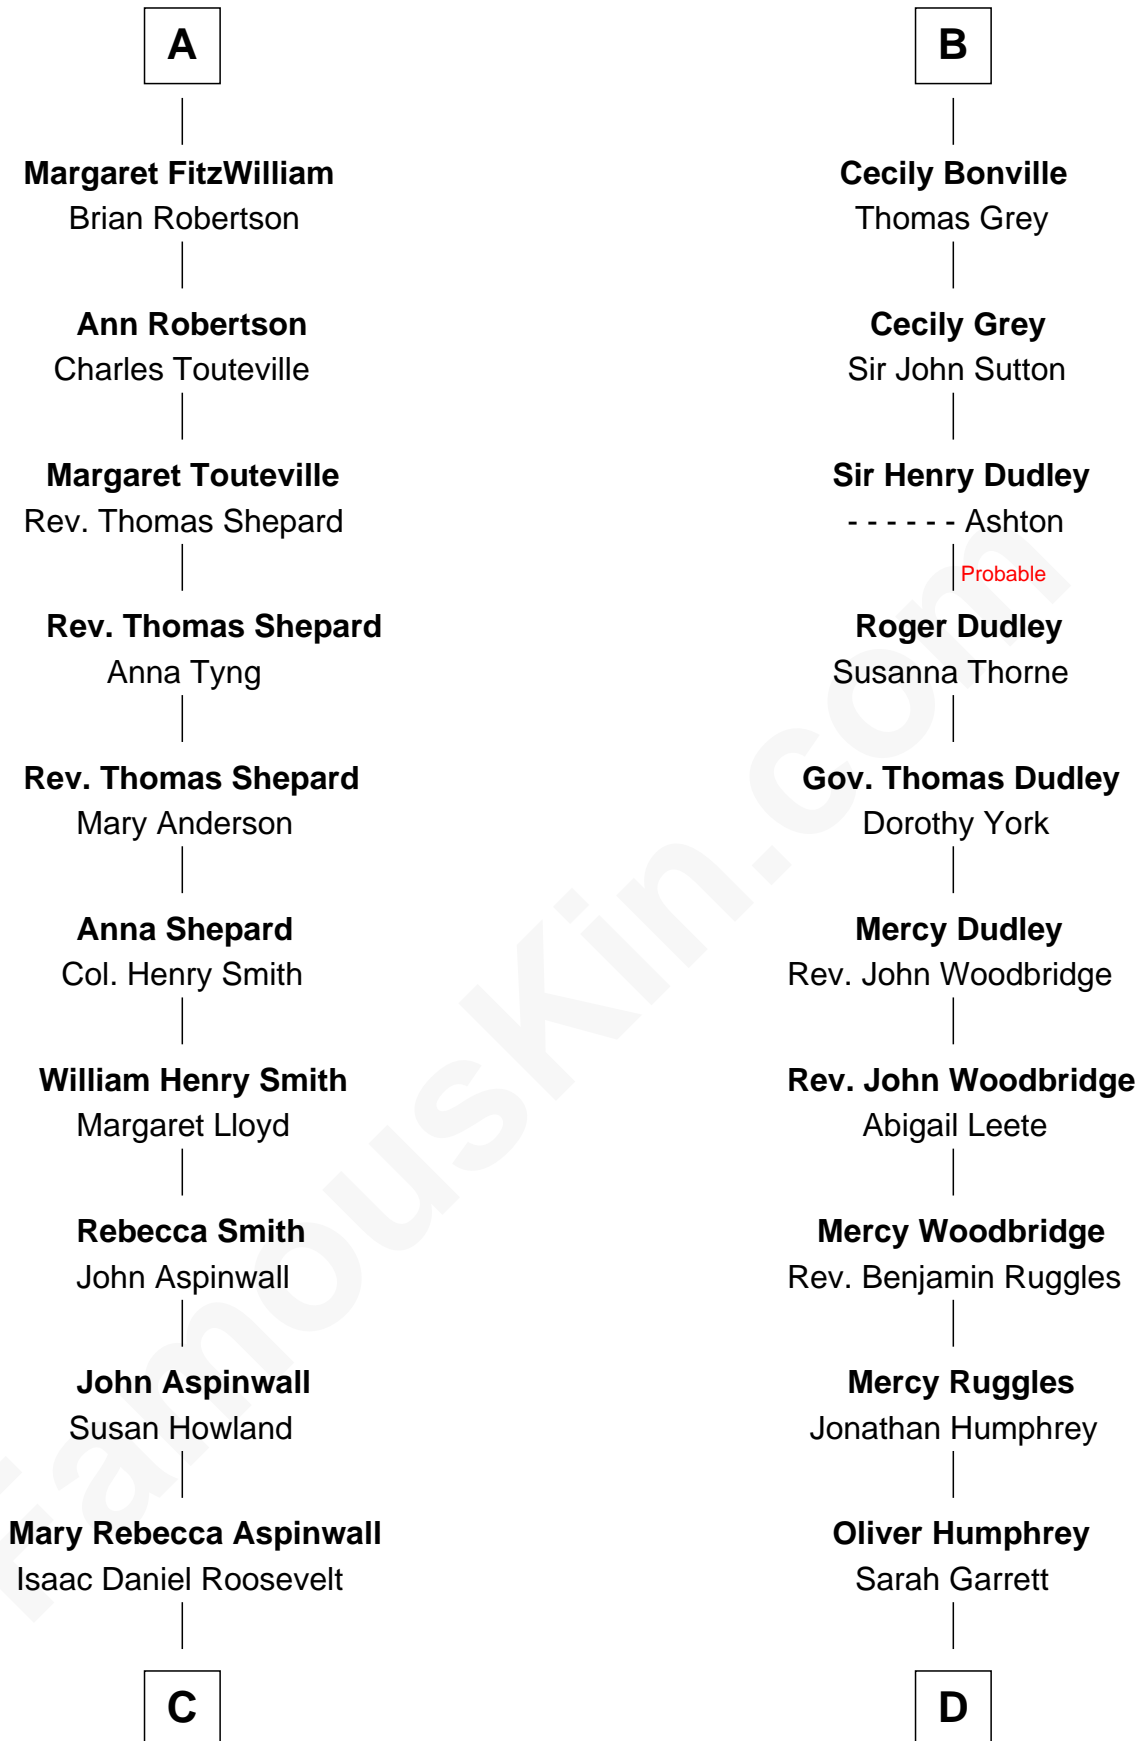 A
Margaret FitzWilliam
Brian Robertson
Ann Robertson
Charles Touteville
Margaret Touteville
Rev. Thomas Shepard
Rev. Thomas Shepard
Anna Tyng
Rev. Thomas Shepard
Mary Anderson
Anna Shepard
Col. Henry Smith
William Henry Smith
Margaret Lloyd
Rebecca Smith
John Aspinwall
John Aspinwall
Susan Howland
Mary Rebecca Aspinwall
Isaac Daniel Roosevelt
C
B
Cecily Bonville
Thomas Grey
Cecily Grey
Sir John Sutton
Sir Henry Dudley
- - - - - - Ashton
Probable
Roger Dudley
Susanna Thorne
Gov. Thomas Dudley
Dorothy York
Mercy Dudley
Rev. John Woodbridge
Rev. John Woodbridge
Abigail Leete
Mercy Woodbridge
Rev. Benjamin Ruggles
Mercy Ruggles
Jonathan Humphrey
Oliver Humphrey
Sarah Garrett
D
FamousKin.com